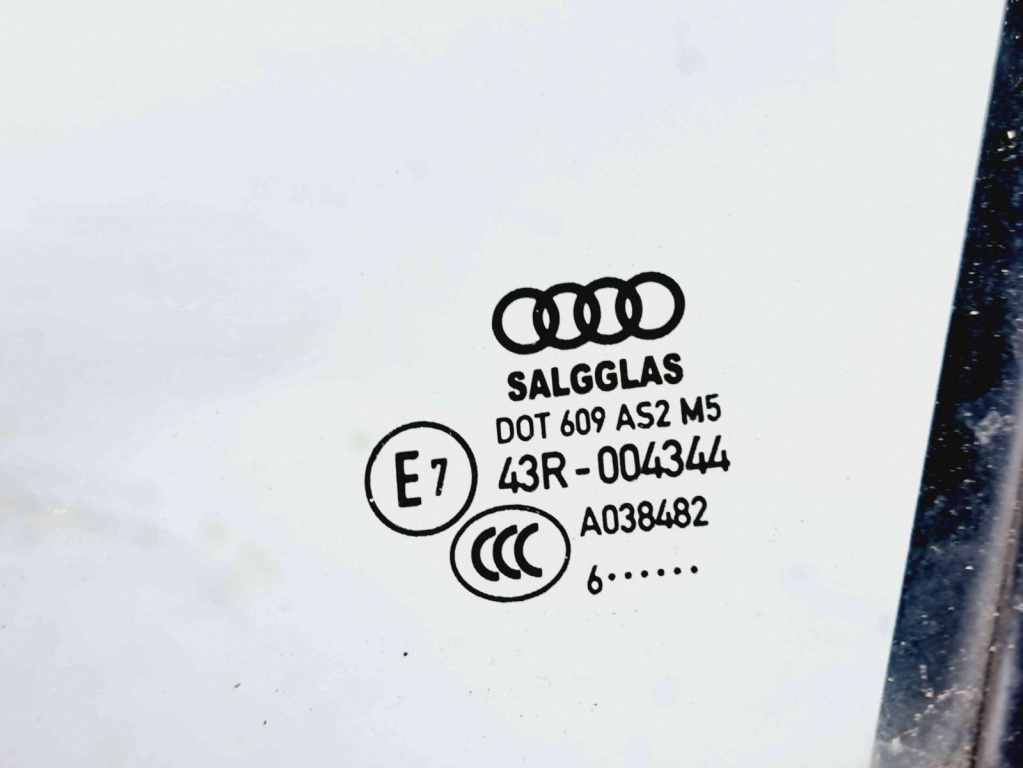 SALGGLAS
DOT 609 AS2 M5
E7 43R-004344
CCC A038482
6······